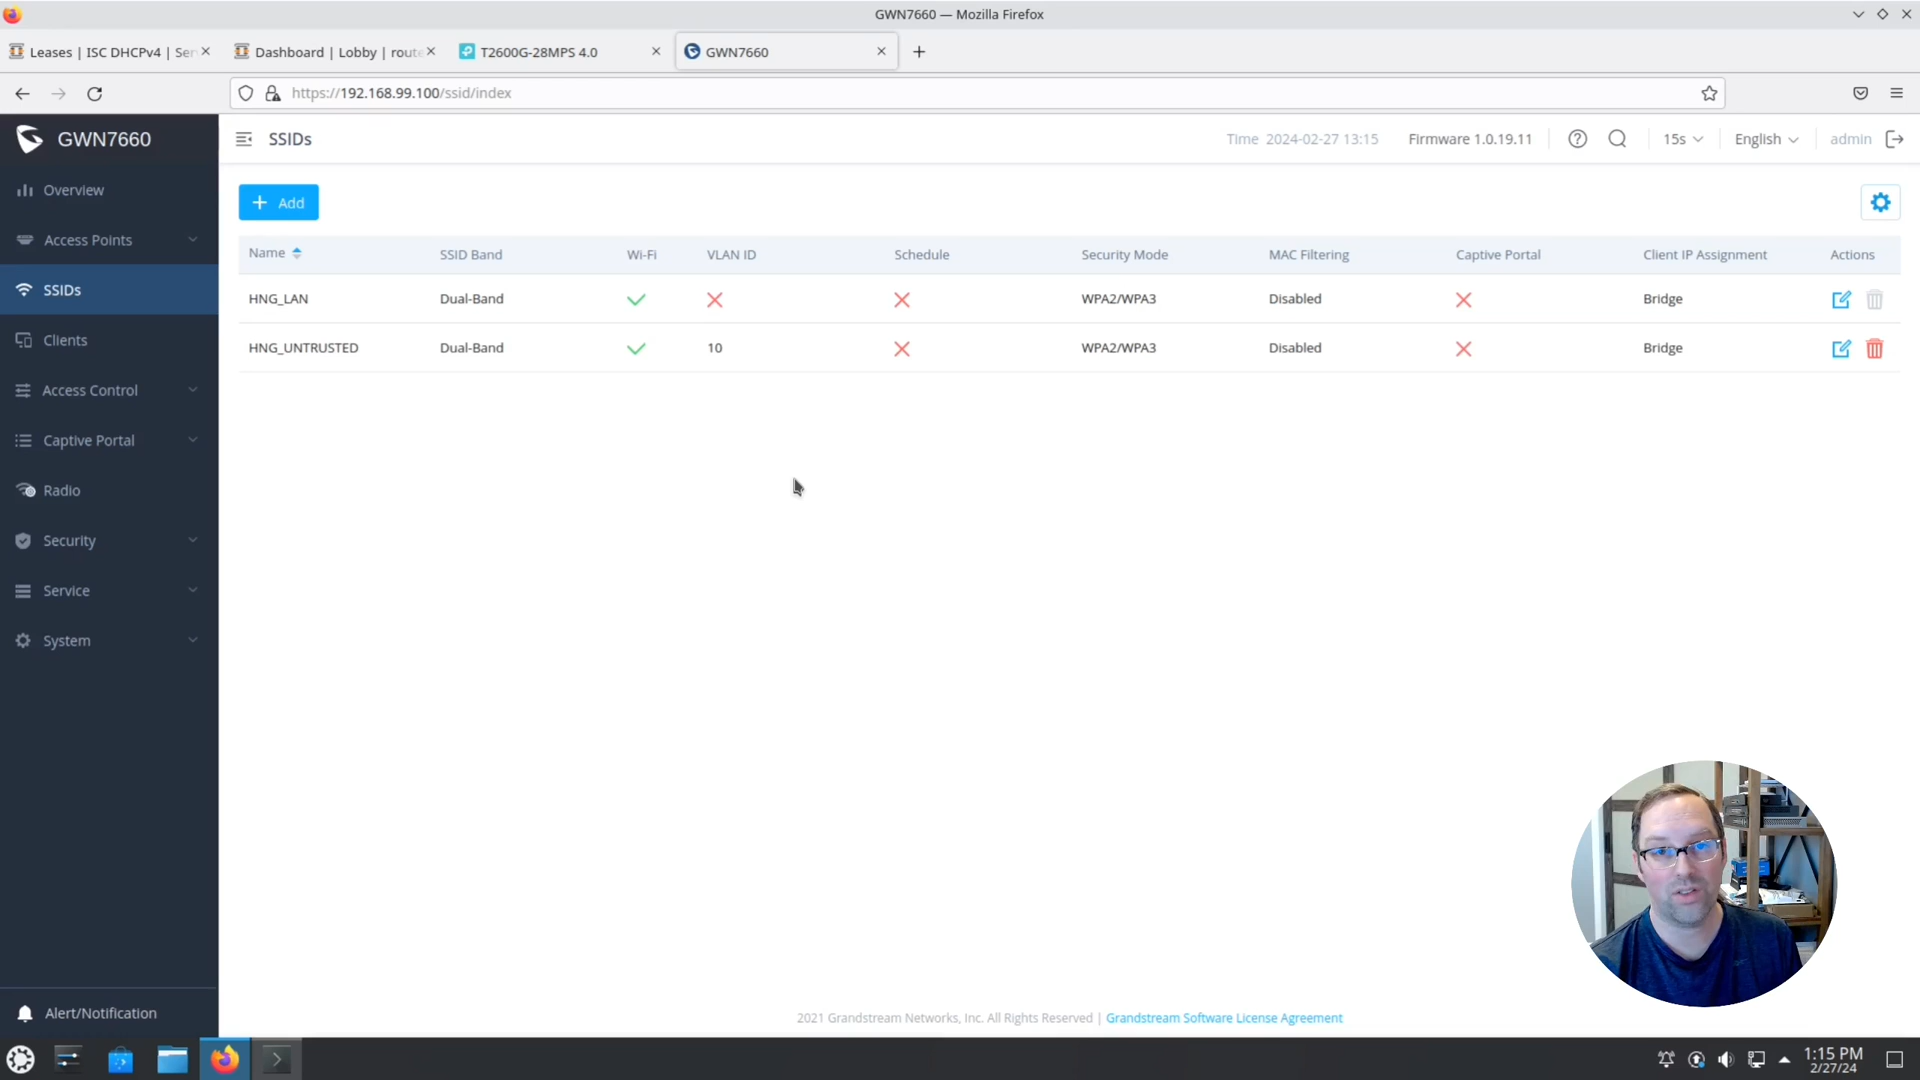 GWN7660 — Mozilla Firefox
Leases | ISC DHCPv4 | Ser
Dashboard | Lobby | route
T2600G-28MPS 4.0
GWN7660
https://192.168.99.100/ssid/index
GWN7660
SSIDs
Time 2024-02-27 13:15
Firmware 1.0.19.11
15s
English
admin
Overview
Access Points
SSIDs
Clients
Access Control
Captive Portal
Radio
Security
Service
System
Alert/Notification
+ Add
Name SSID Band Wi-Fi VLAN ID Schedule Security Mode MAC Filtering Captive Portal Client IP Assignment Actions
HNG_LAN Dual-Band WPA2/WPA3 Disabled Bridge
HNG_UNTRUSTED Dual-Band 10 WPA2/WPA3 Disabled Bridge
2021 Grandstream Networks, Inc. All Rights Reserved | Grandstream Software License Agreement
1:15 PM
2/27/24